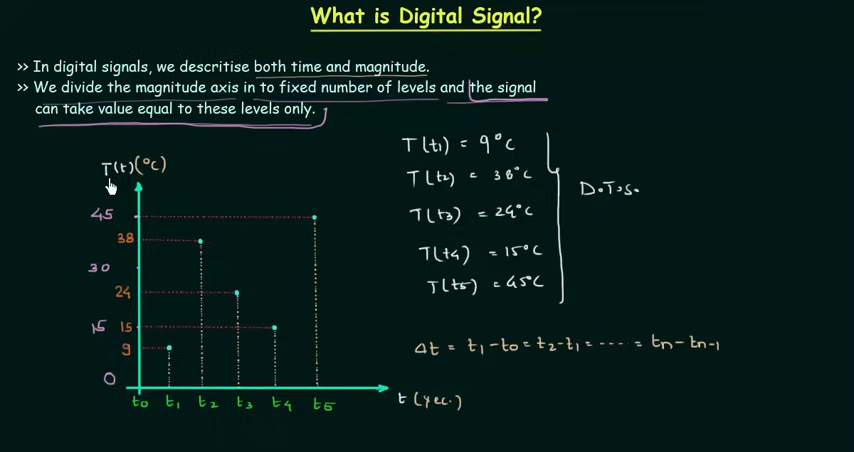 What is Digital Signal?
>> In digital signals, we descritise both time and magnitude.
>> We divide the magnitude axis in to fixed number of levels and the signal
can take value equal to these levels only.
T(t)(°C)
45
38
30
24
15 15
9
0
t0 t1 t2 t3 t4 t5
t (sec.)
T(t1) = 9°C
T(t2) = 38°C
T(t3) = 24°C
T(t4) = 15°C
T(t5) = 45°C
D.T.S.
Δt = t1-t0 = t2-t1 = ---- = tn-tn-1